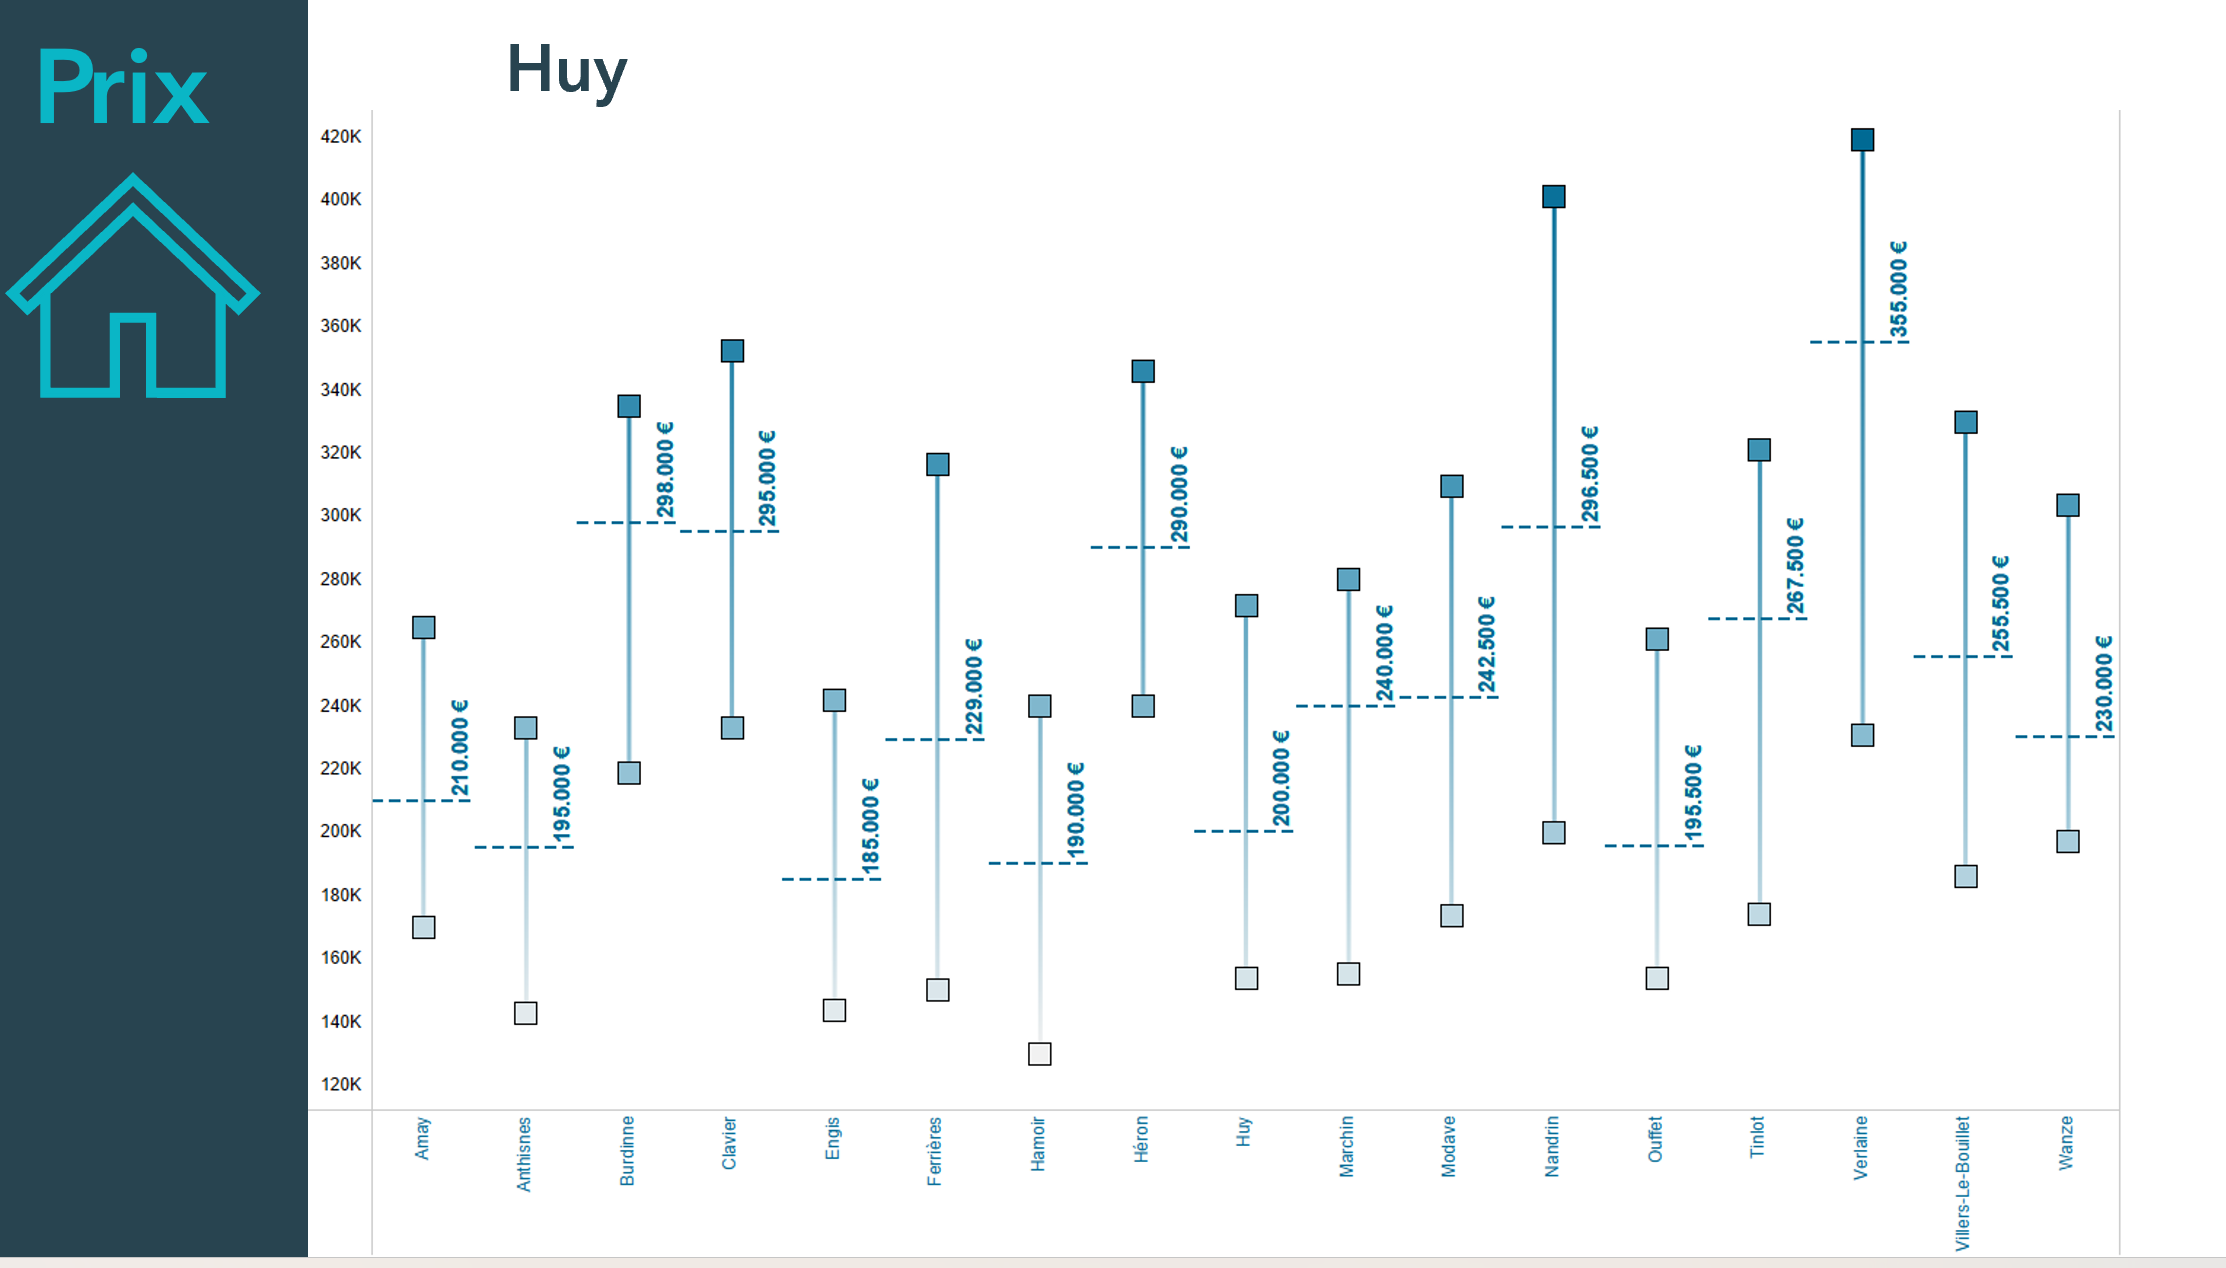 Prix
Huy
420K
400K
380K
360K
340K
320K
300K
280K
260K
240K
220K
200K
180K
160K
140K
120K
210.000 €
195.000 €
298.000 €
295.000 €
185.000 €
229.000 €
190.000 €
290.000 €
200.000 €
240.000 €
242.500 €
296.500 €
195.500 €
267.500 €
355.000 €
255.500 €
230.000 €
Amay
Anthisnes
Burdinne
Clavier
Engis
Ferrières
Hamoir
Héron
Huy
Marchin
Modave
Nandrin
Ouffet
Tinlot
Verlaine
Villers-Le-Bouillet
Wanze